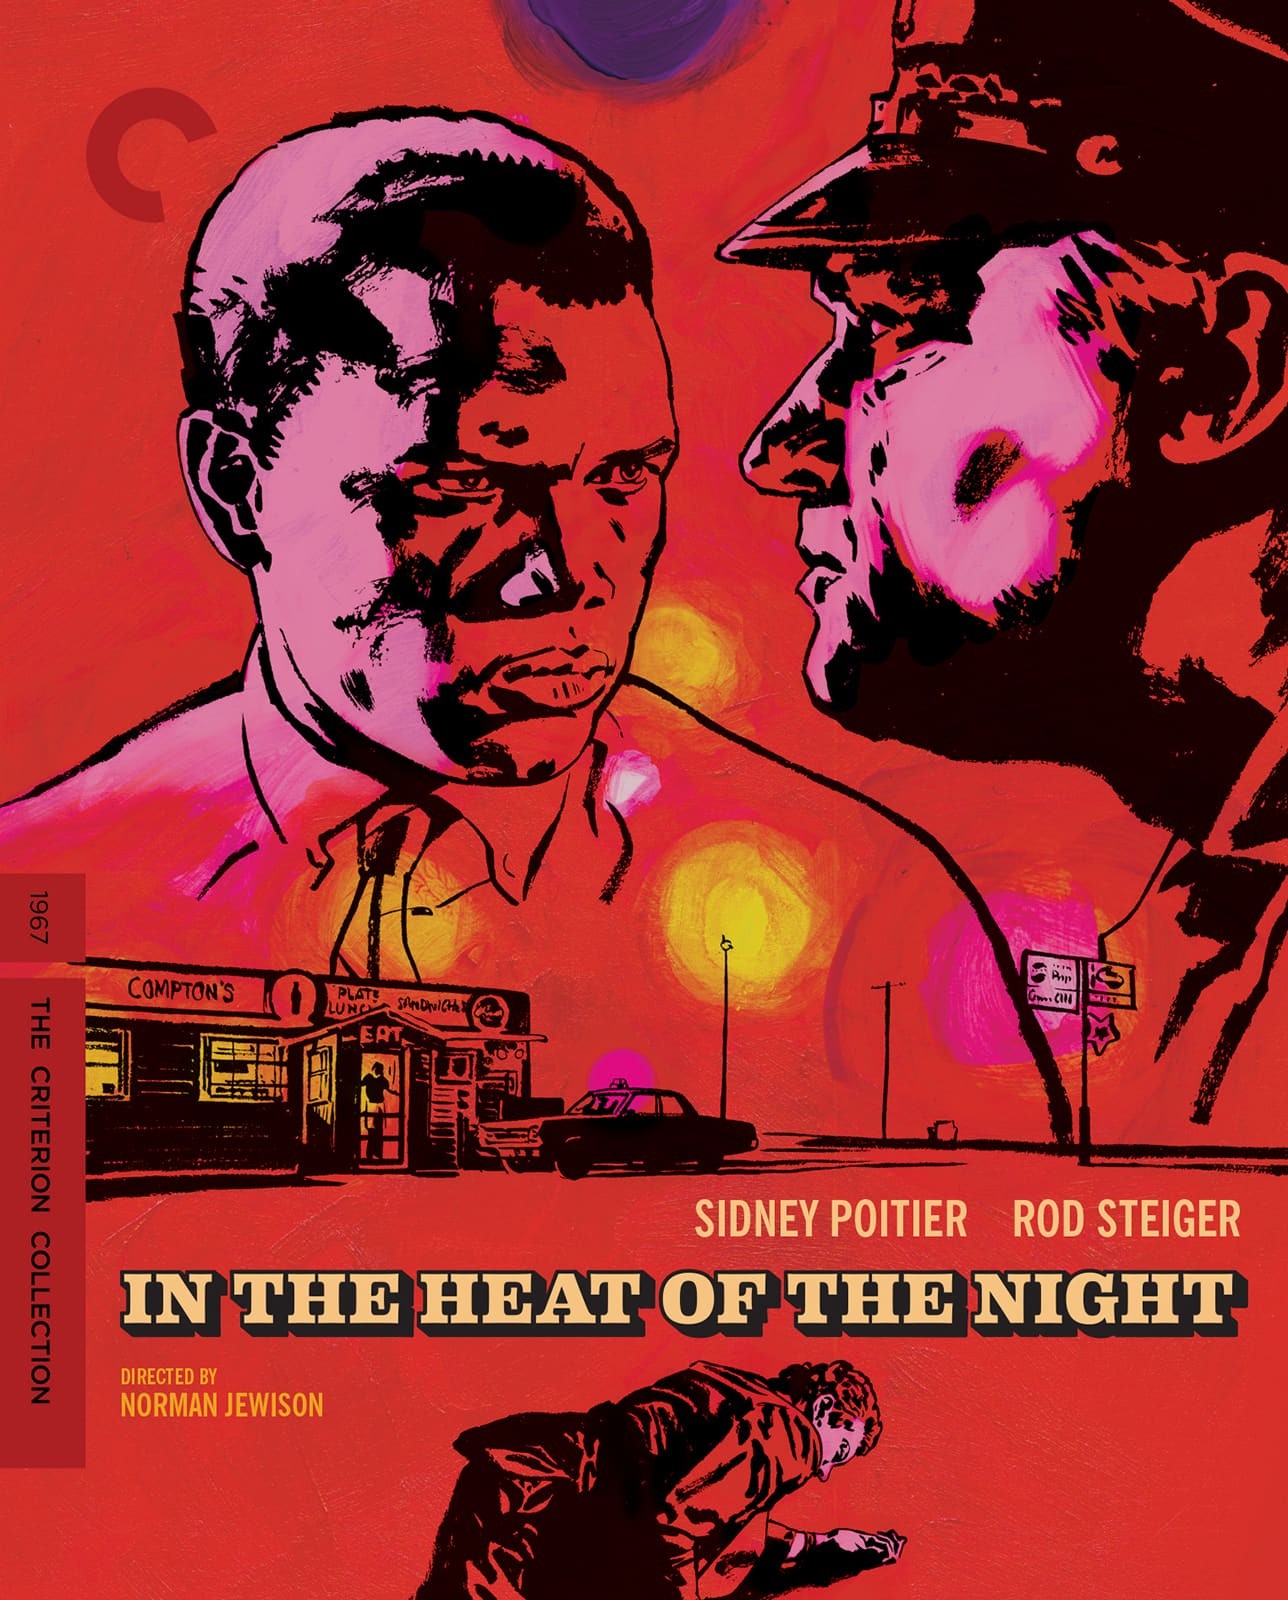 COMPTON'S
PLATE
LUNCH
SANDWICHES
EAT
1967
THE CRITERION COLLECTION
SIDNEY POITIER ROD STEIGER
IN THE HEAT OF THE NIGHT
DIRECTED BY
NORMAN JEWISON